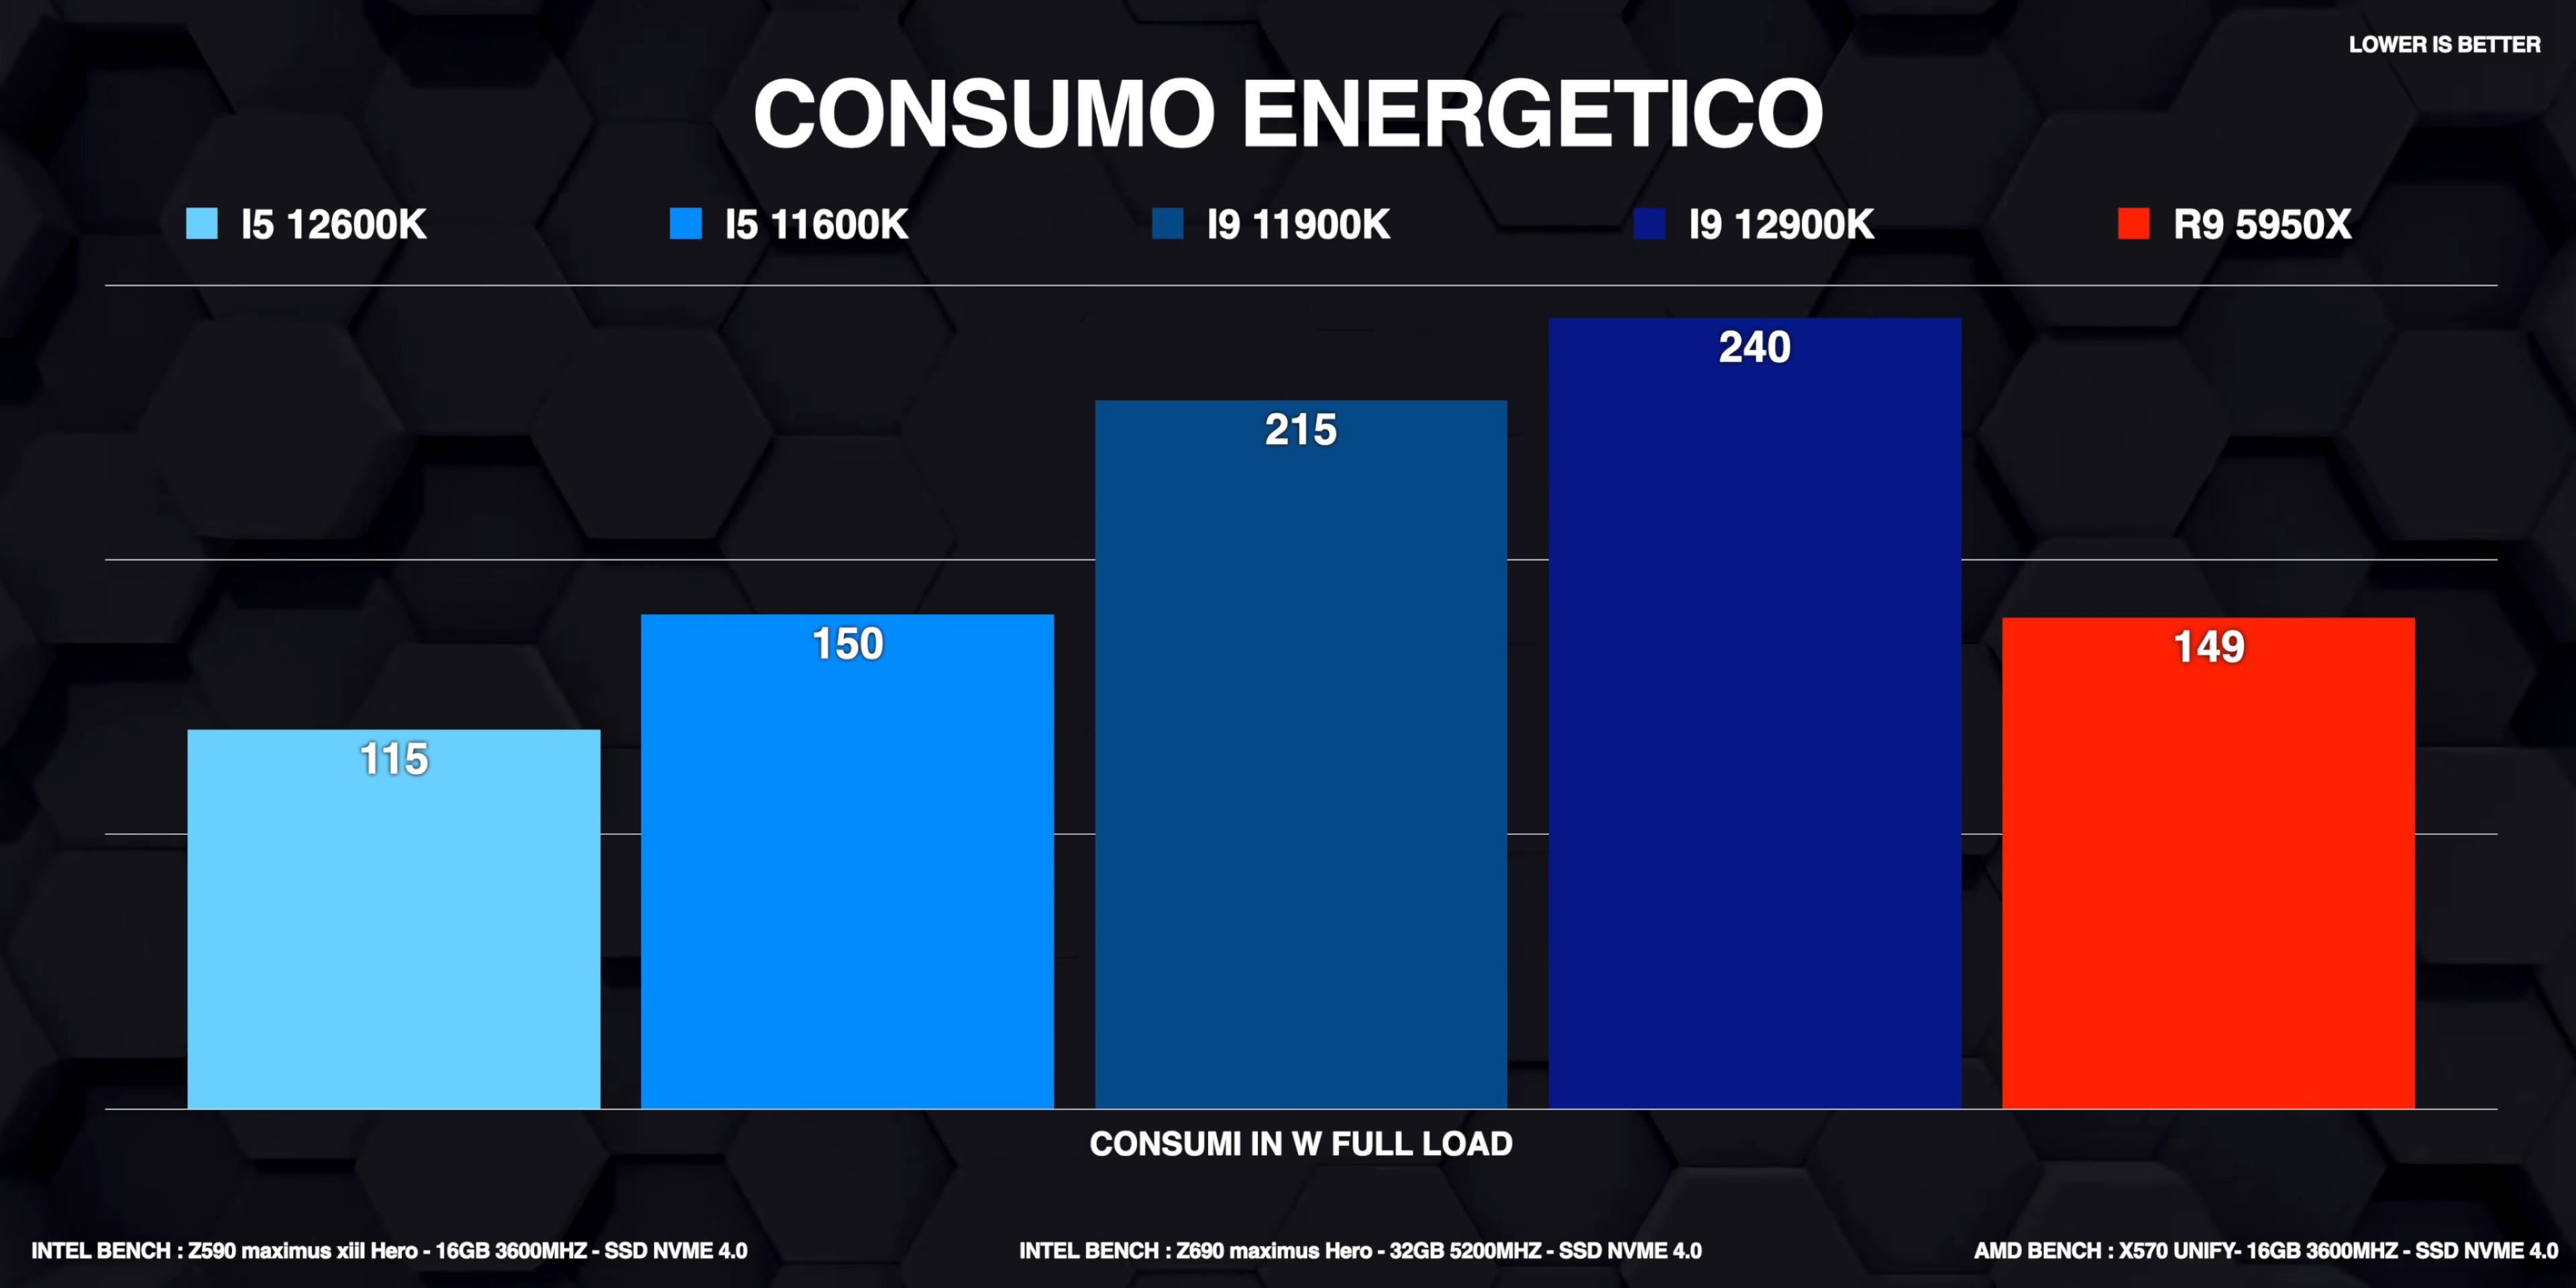 LOWER IS BETTER
CONSUMO ENERGETICO
I5 12600K
I5 11600K
I9 11900K
I9 12900K
R9 5950X
240
215
150
149
115
CONSUMI IN W FULL LOAD
INTEL BENCH : Z590 maximus xiiI Hero - 16GB 3600MHZ - SSD NVME 4.0
INTEL BENCH : Z690 maximus Hero - 32GB 5200MHZ - SSD NVME 4.0
AMD BENCH : X570 UNIFY- 16GB 3600MHZ - SSD NVME 4.0